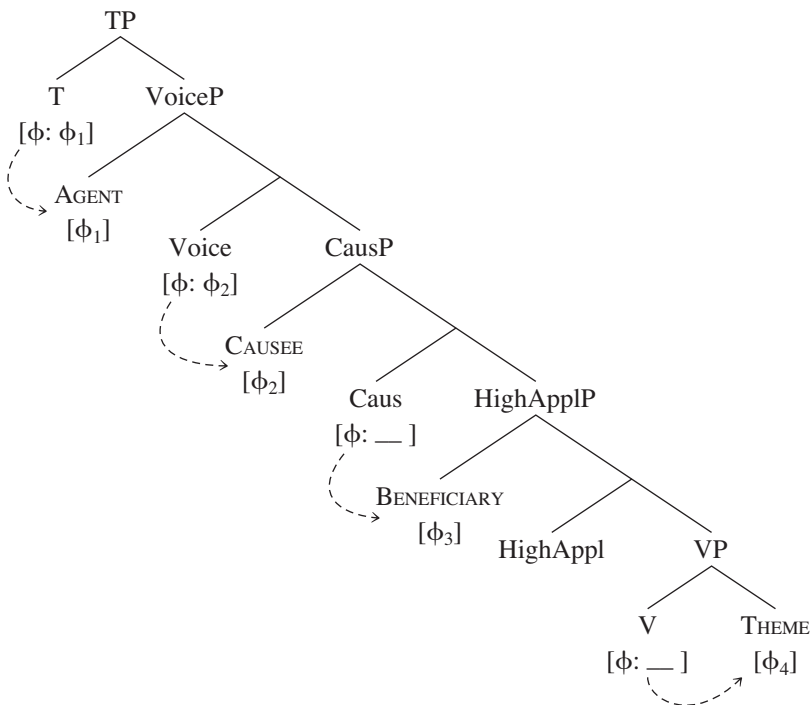 TP
T VoiceP
[ϕ: ϕ₁]
AGENT
[ϕ₁]
Voice CausP
[ϕ: ϕ₂]
CAUSEE
[ϕ₂]
Caus HighApplP
[ϕ: __ ]
BENEFICIARY
[ϕ₃]
HighAppl VP
V THEME
[ϕ: __ ] [ϕ₄]